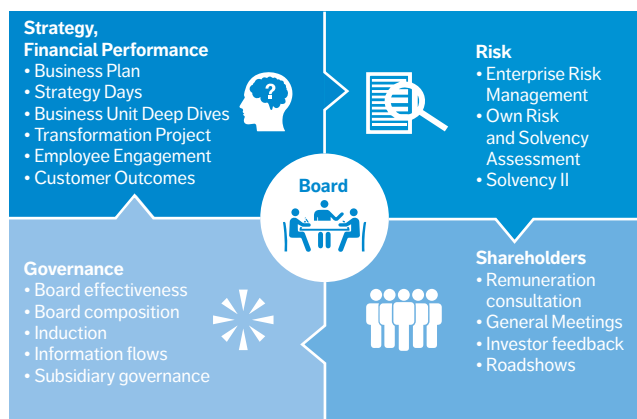 Strategy,
Financial Performance
• Business Plan
• Strategy Days
• Business Unit Deep Dives
• Transformation Project
• Employee Engagement
• Customer Outcomes
?
Risk
• Enterprise Risk
Management
• Own Risk
and Solvency
Assessment
• Solvency II
Board
Governance
• Board effectiveness
• Board composition
• Induction
• Information flows
• Subsidiary governance
Shareholders
• Remuneration
consultation
• General Meetings
• Investor feedback
• Roadshows